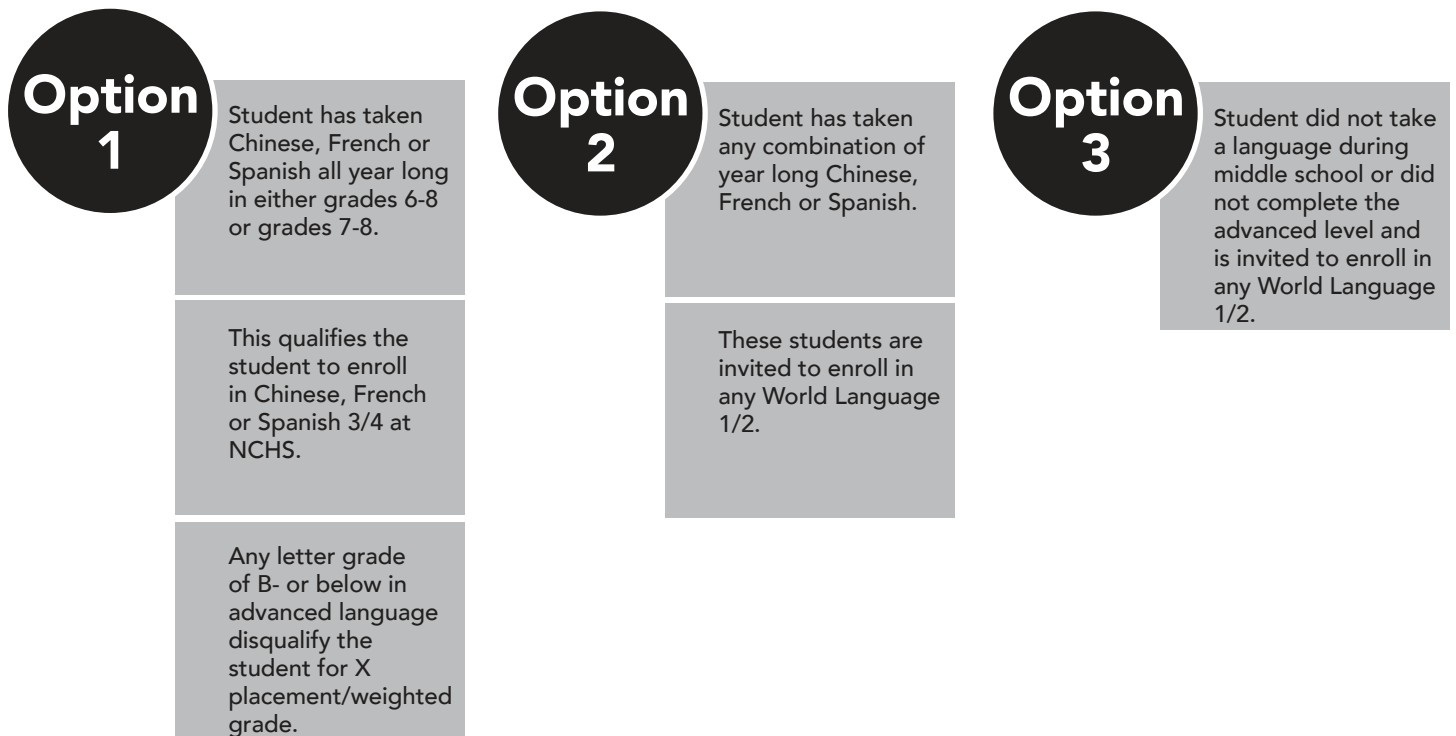 Option
1
Student has taken
Chinese, French or
Spanish all year long
in either grades 6-8
or grades 7-8.
This qualifies the
student to enroll
in Chinese, French
or Spanish 3/4 at
NCHS.
Any letter grade
of B- or below in
advanced language
disqualify the
student for X
placement/weighted
grade.
Option
2
Student has taken
any combination of
year long Chinese,
French or Spanish.
These students are
invited to enroll in
any World Language
1/2.
Option
3
Student did not take
a language during
middle school or did
not complete the
advanced level and
is invited to enroll in
any World Language
1/2.